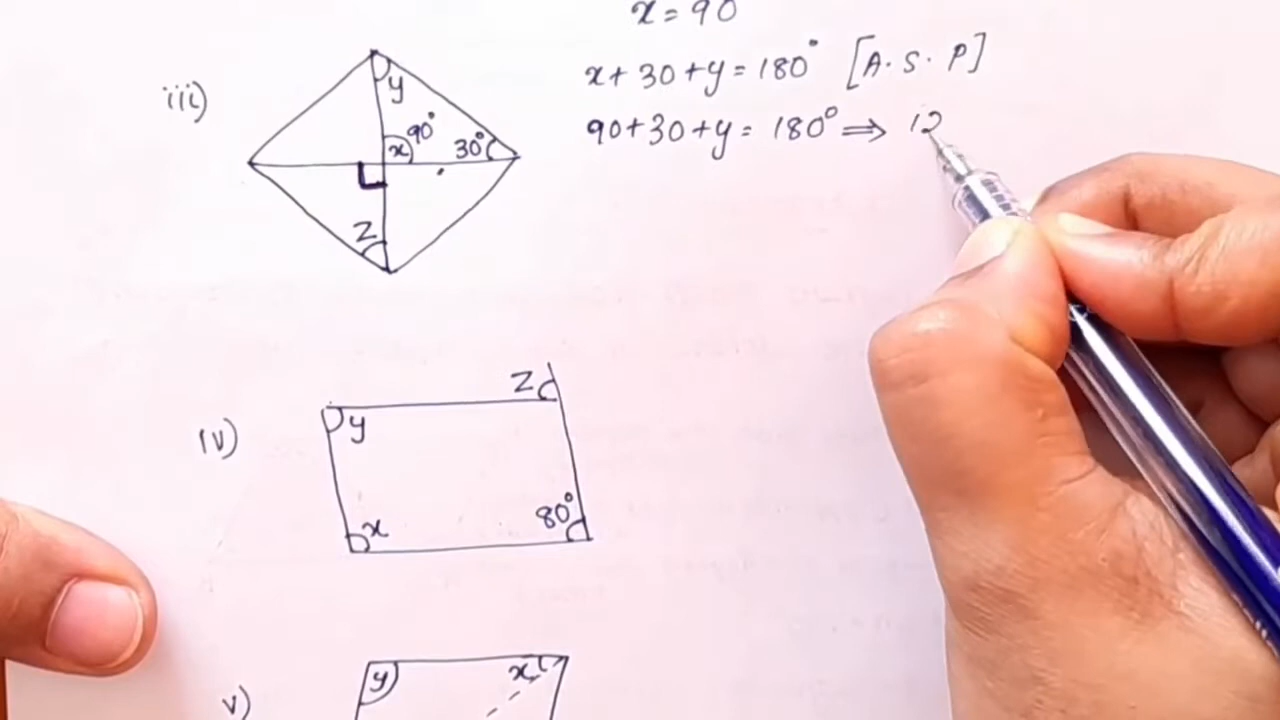 x = 90
x + 30 + y = 180° [A.S.P]
90 + 30 + y = 180° ⇒ 12
iii)
y
90°
x
30°
z
iv)
z
y
80°
x
v)
y
x